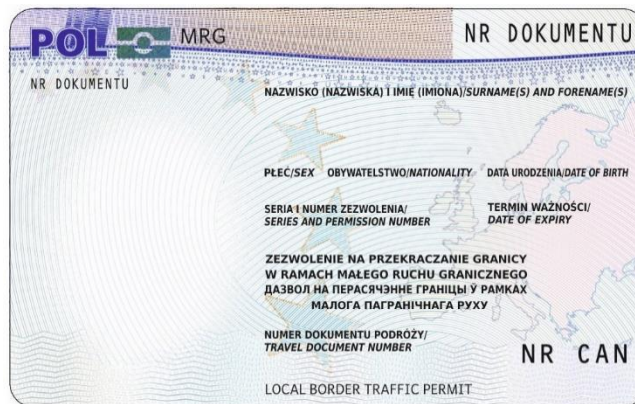 POL MRG NR DOKUMENTU
NR DOKUMENTU
NAZWISKO (NAZWISKA) I IMIĘ (IMIONA)/SURNAME(S) AND FORENAME(S)
PŁEĆ/SEX OBYWATELSTWO/NATIONALITY DATA URODZENIA/DATE OF BIRTH
SERIA I NUMER ZEZWOLENIA/ TERMIN WAŻNOŚCI/
SERIES AND PERMISSION NUMBER DATE OF EXPIRY
ZEZWOLENIE NA PRZEKRACZANIE GRANICY
W RAMACH MAŁEGO RUCHU GRANICZNEGO
ДАЗВОЛ НА ПЕРАСЯЧЭННЕ ГРАНІЦЫ Ў РАМКАХ
МАЛОГА ПАГРАНІЧНАГА РУХУ
NUMER DOKUMENTU PODRÓŻY/
TRAVEL DOCUMENT NUMBER
NR CAN
LOCAL BORDER TRAFFIC PERMIT